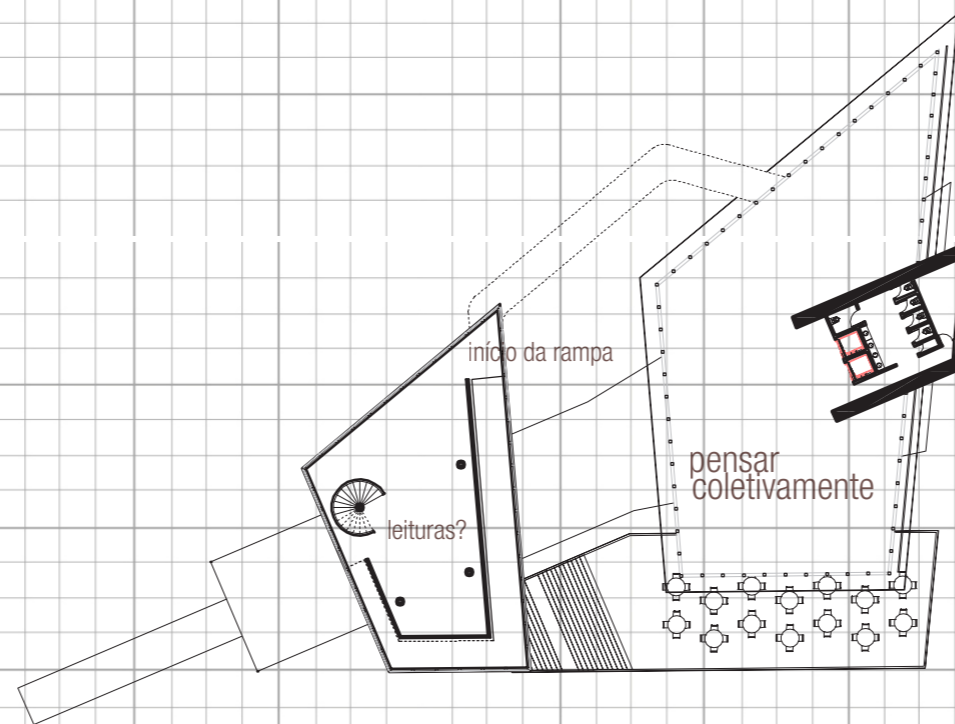 início da rampa
pensar
coletivamente
leituras?